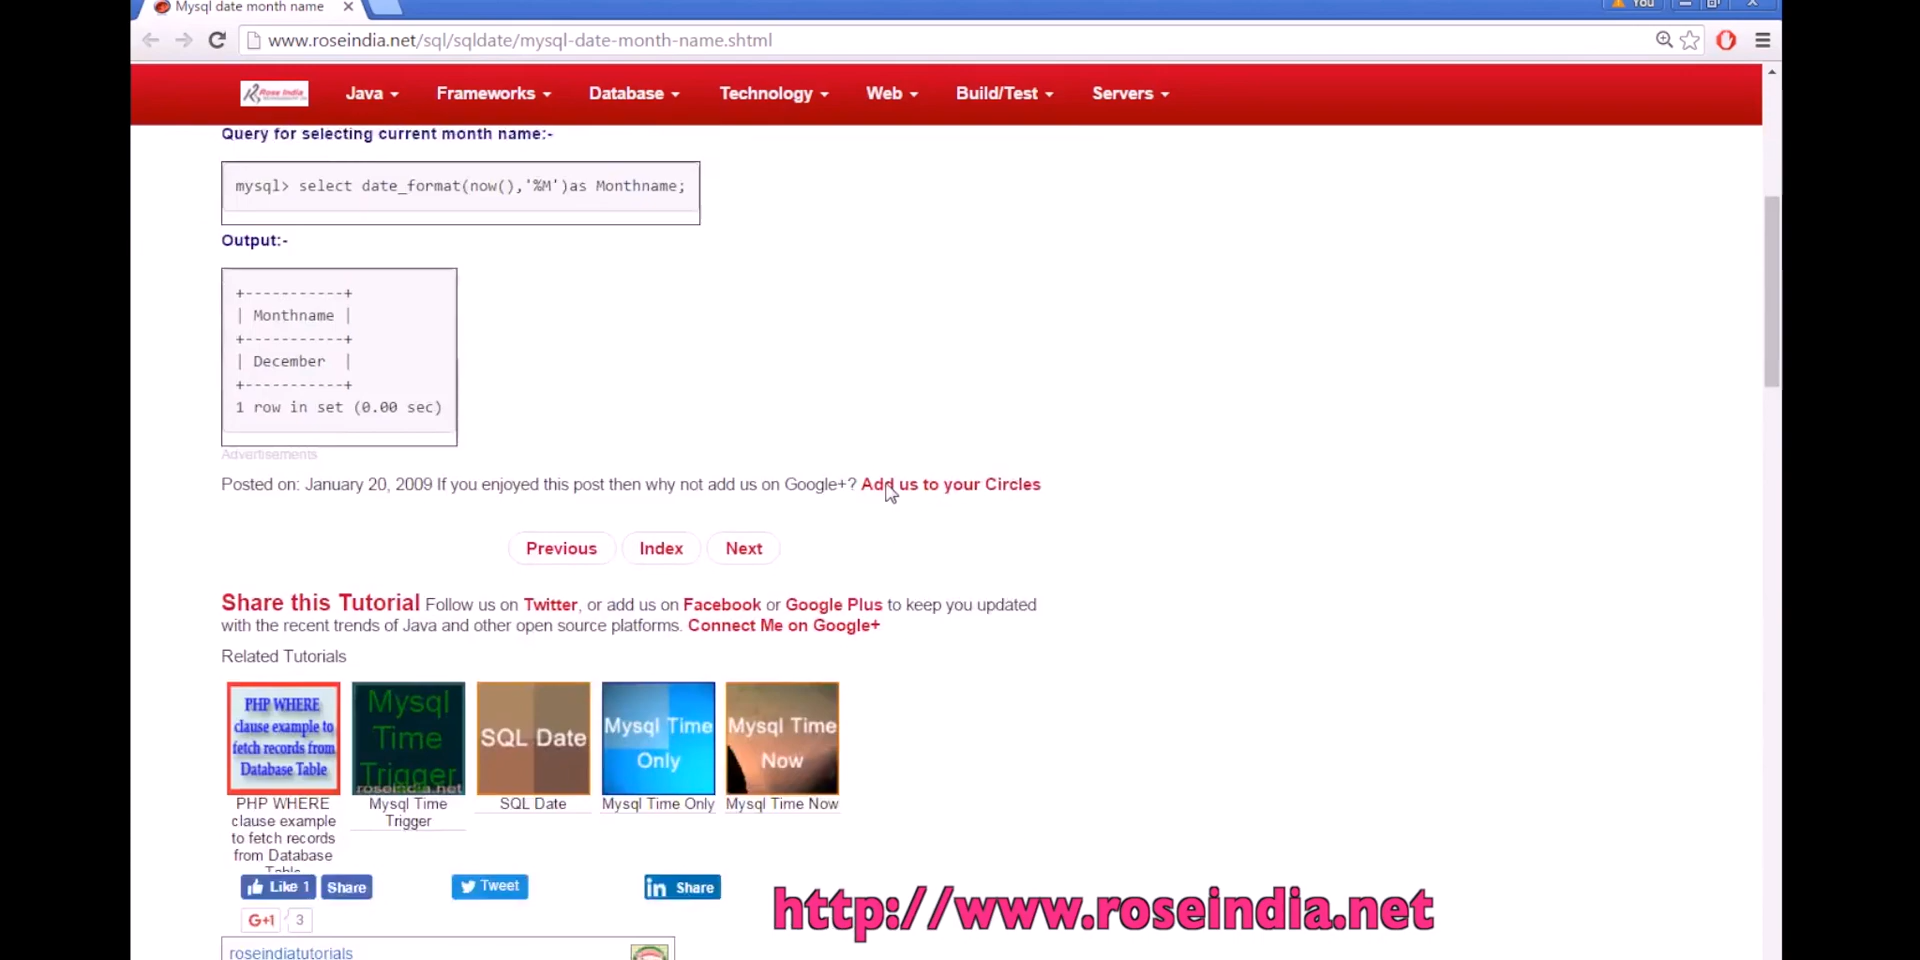 Mysql date month name
You
www.roseindia.net/sql/sqldate/mysql-date-month-name.shtml
Rose India
Java
Frameworks
Database
Technology
Web
Build/Test
Servers
Query for selecting current month name:-
mysql> select date_format(now(),'%M')as Monthname;
Output:-
+-----------+
| Monthname |
+-----------+
| December  |
+-----------+
1 row in set (0.00 sec)
Advertisements
Posted on: January 20, 2009 If you enjoyed this post then why not add us on Google+? Add us to your Circles
Previous
Index
Next
Share this Tutorial Follow us on Twitter, or add us on Facebook or Google Plus to keep you updated
with the recent trends of Java and other open source platforms. Connect Me on Google+
Related Tutorials
PHP WHERE
clause example to
fetch records from
Database Table
Mysql
Time
Trigger
roseindia.net
SQL Date
Mysql Time
Only
Mysql Time
Now
PHP WHERE
clause example
to fetch records
from Database
Table
Mysql Time
Trigger
SQL Date
Mysql Time Only
Mysql Time Now
Like 1
Share
Tweet
in Share
G+1
3
http://www.roseindia.net
roseindiatutorials